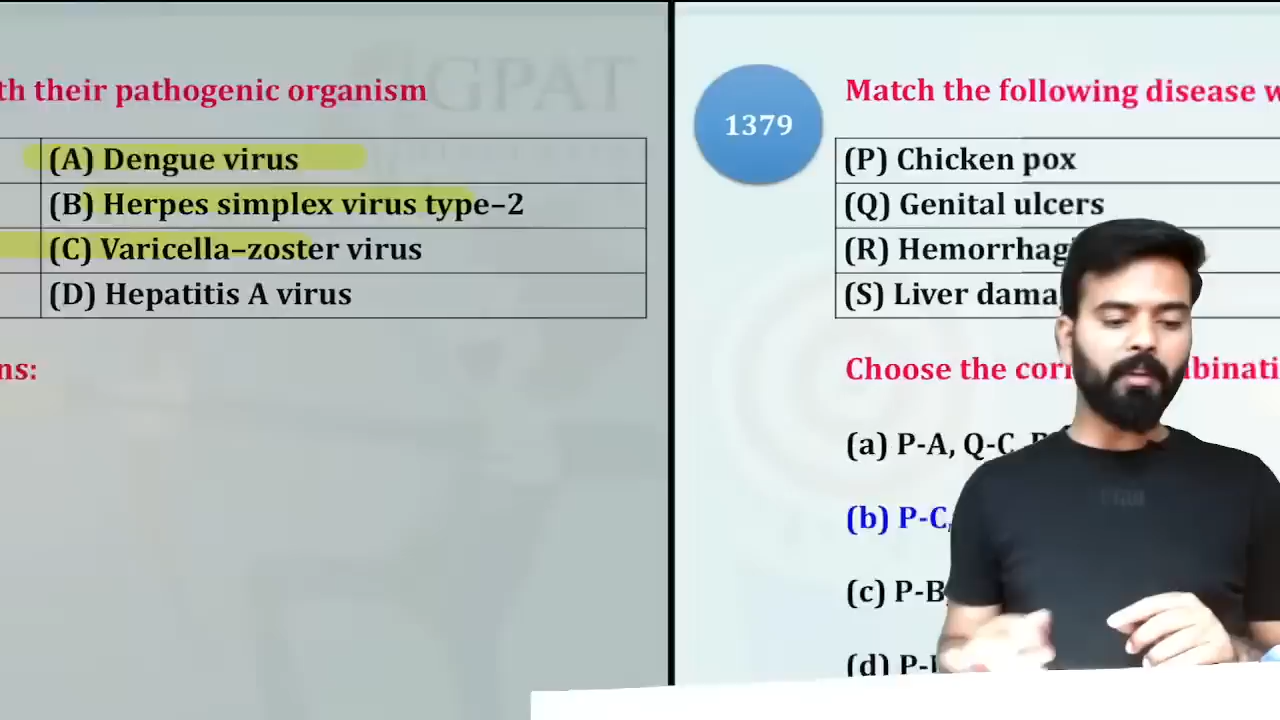 GPAT
th their pathogenic organism
(A) Dengue virus
(B) Herpes simplex virus type–2
(C) Varicella–zoster virus
(D) Hepatitis A virus
ns:
1379
Match the following disease w
(P) Chicken pox
(Q) Genital ulcers
(R) Hemorrhag
(S) Liver dama
Choose the corr binati
(a) P-A, Q-C,
(b) P-C,
(c) P-B
(d) P-